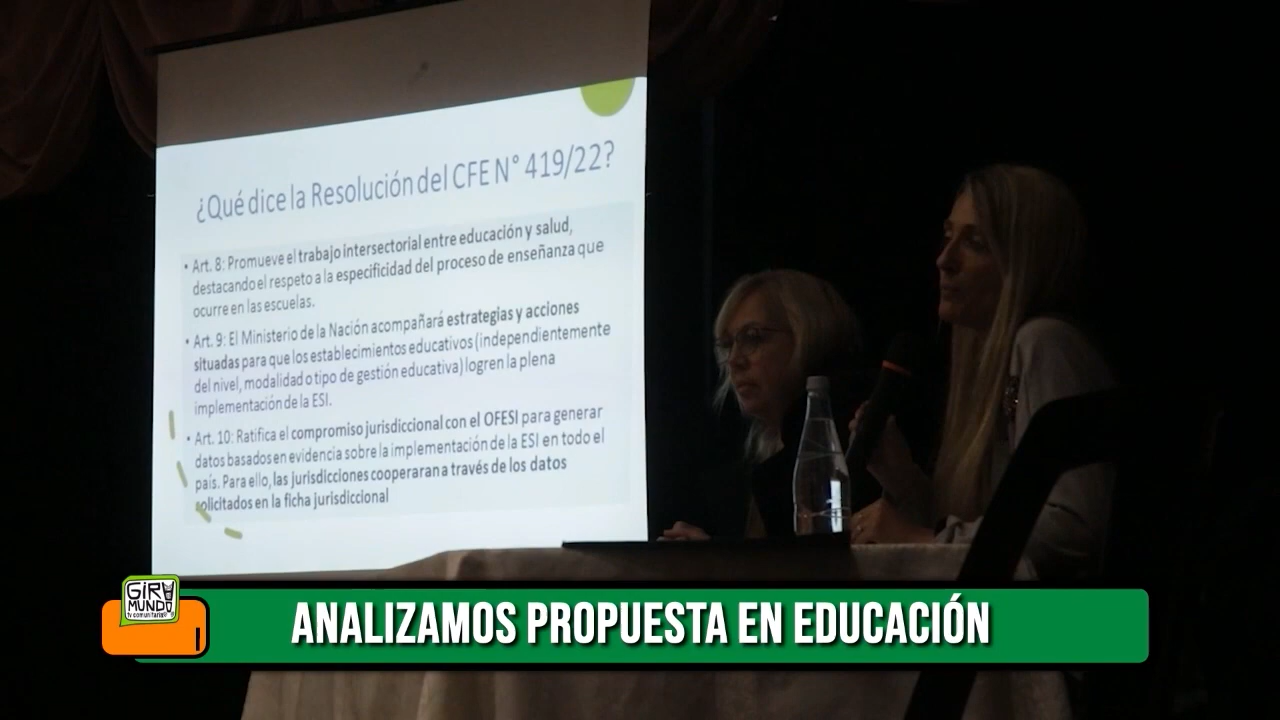 ¿Qué dice la Resolución del CFE N° 419/22?
• Art. 8: Promueve el trabajo intersectorial entre educación y salud,
destacando el respeto a la especificidad del proceso de enseñanza que
ocurre en las escuelas.
• Art. 9: El Ministerio de la Nación acompañará estrategias y acciones
situadas para que los establecimientos educativos (independientemente
del nivel, modalidad o tipo de gestión educativa) logren la plena
implementación de la ESI.
• Art. 10: Ratifica el compromiso jurisdiccional con el OFESI para generar
datos basados en evidencia sobre la implementación de la ESI en todo el
país. Para ello, las jurisdicciones cooperaran a través de los datos
solicitados en la ficha jurisdiccional
GIRA
MUNDO
tv comunitaria
ANALIZAMOS PROPUESTA EN EDUCACIÓN